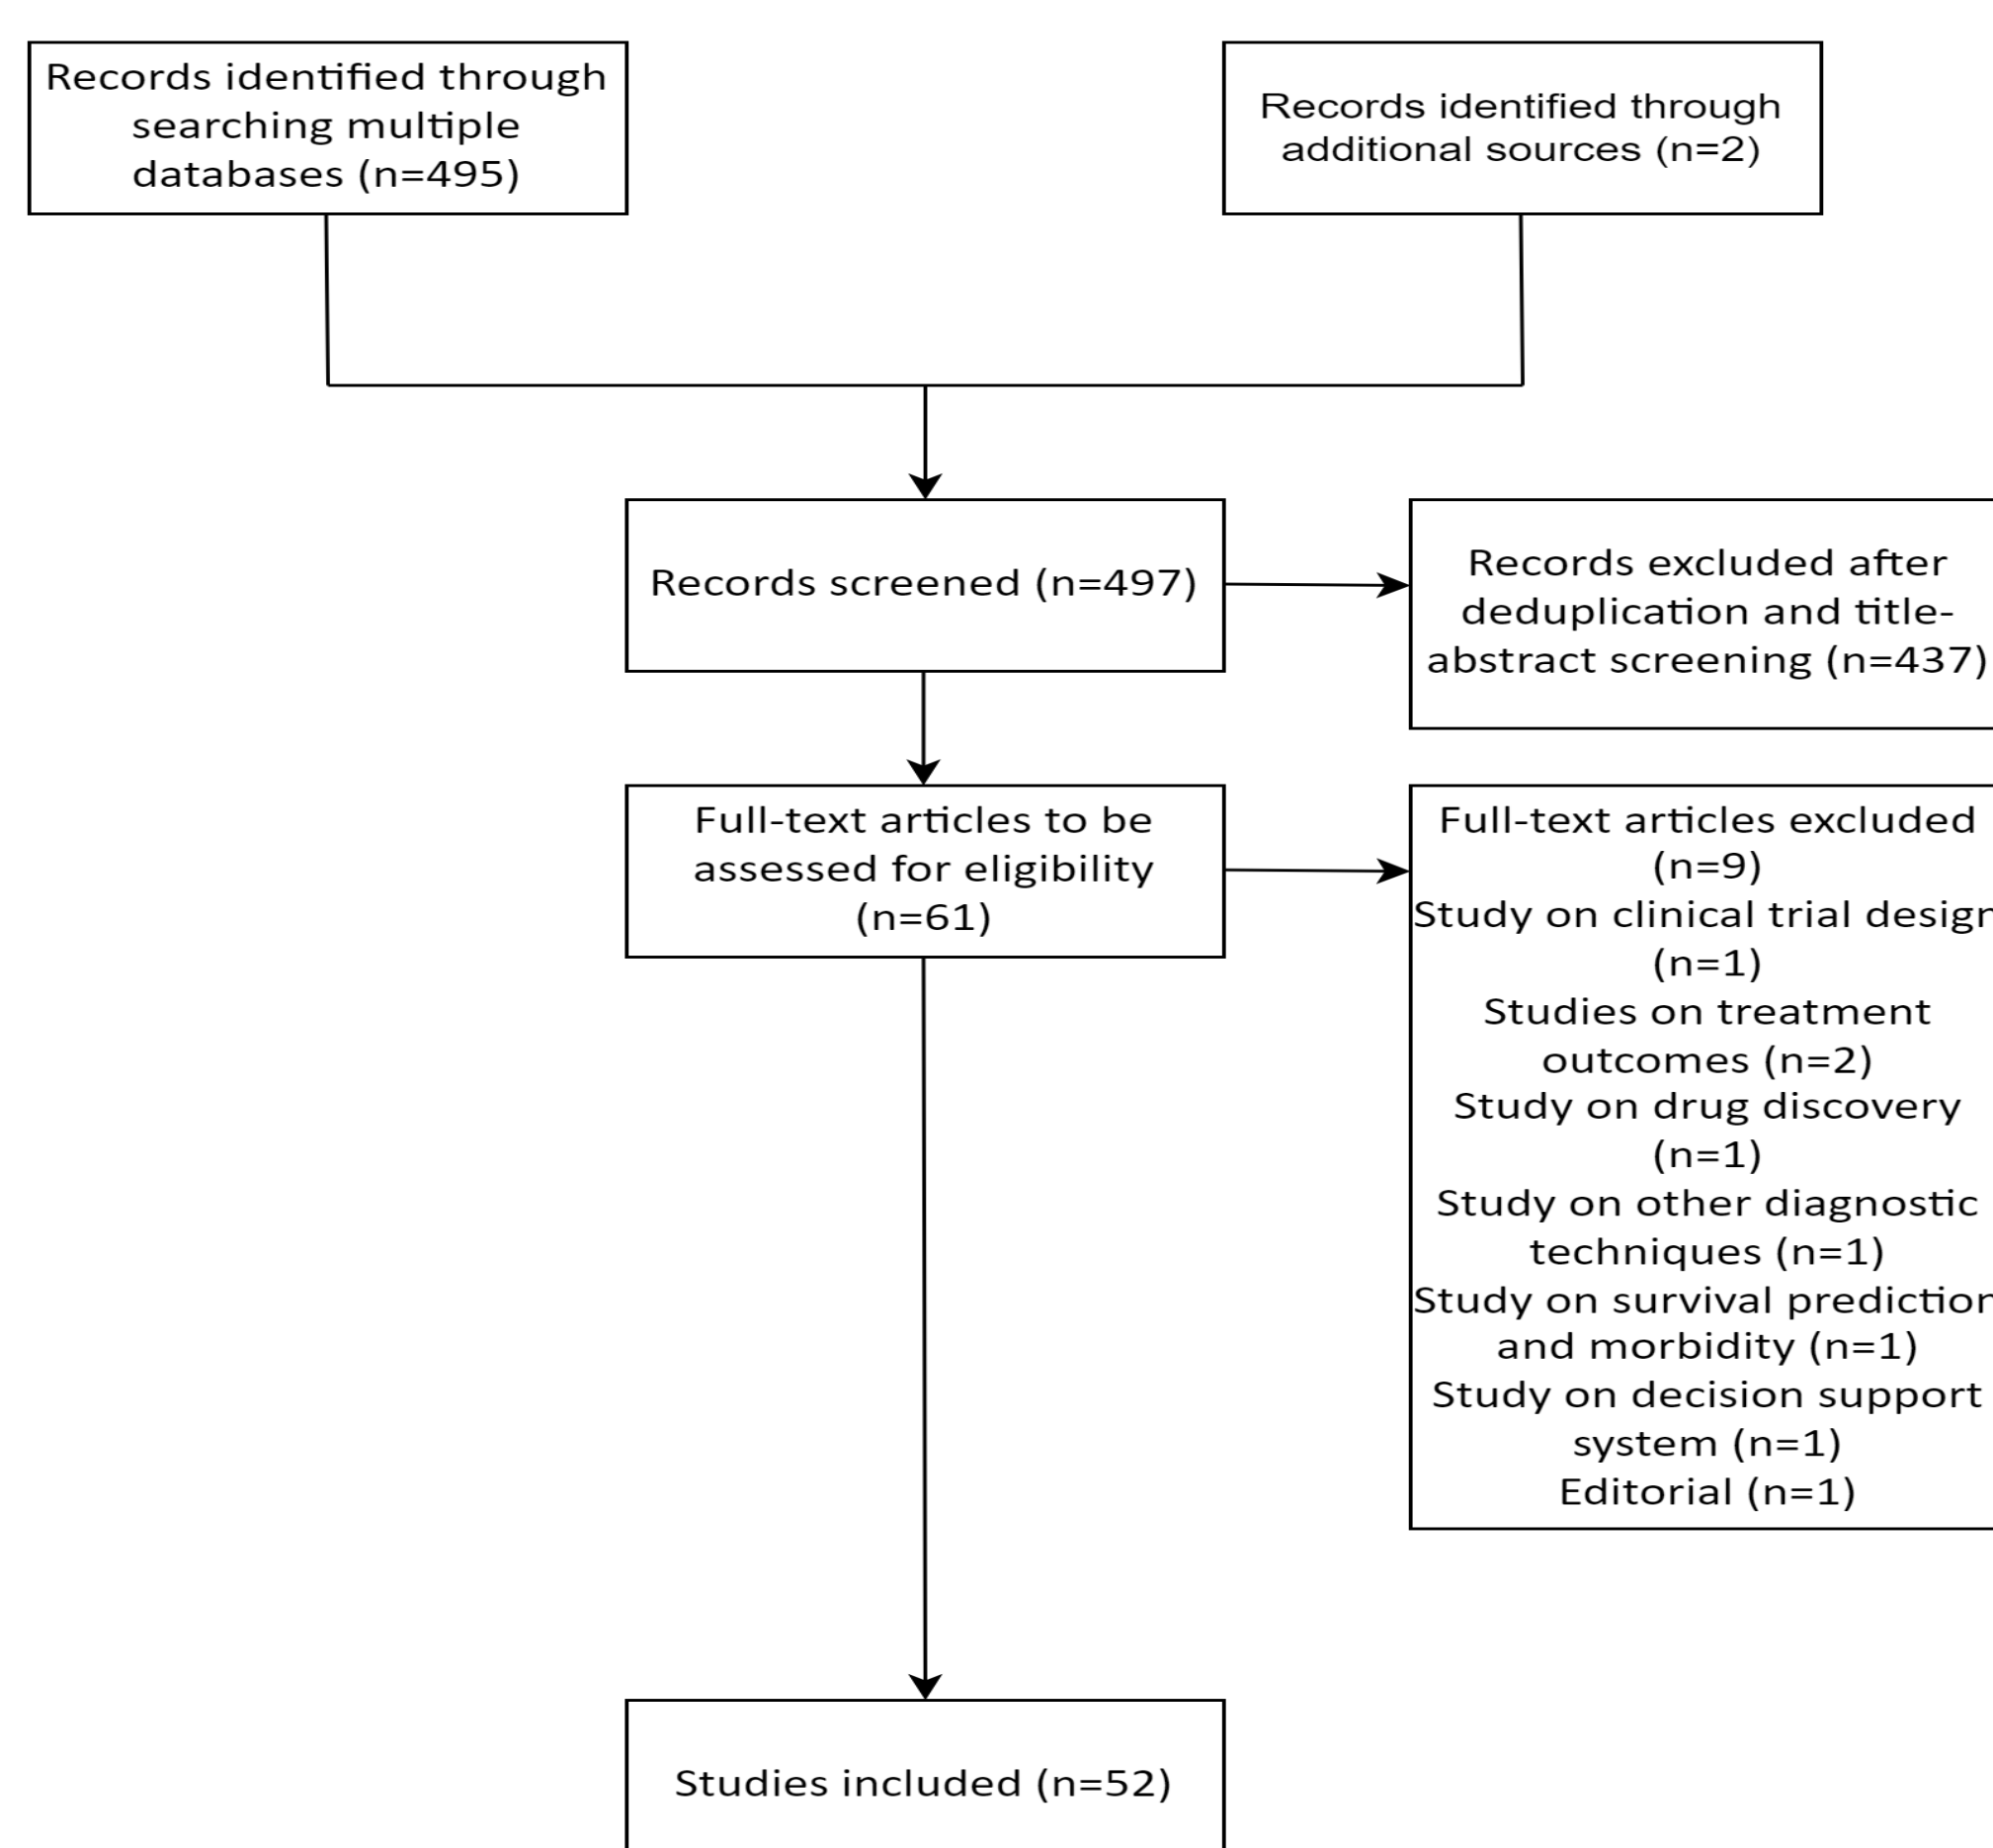 Records identified through
searching multiple
databases (n=495)
Records identified through
additional sources (n=2)
Records screened (n=497)
Records excluded after
deduplication and title-
abstract screening (n=437)
Full-text articles to be
assessed for eligibility
(n=61)
Full-text articles excluded
(n=9)
Study on clinical trial design
(n=1)
Studies on treatment
outcomes (n=2)
Study on drug discovery
(n=1)
Study on other diagnostic
techniques (n=1)
Study on survival prediction
and morbidity (n=1)
Study on decision support
system (n=1)
Editorial (n=1)
Studies included (n=52)